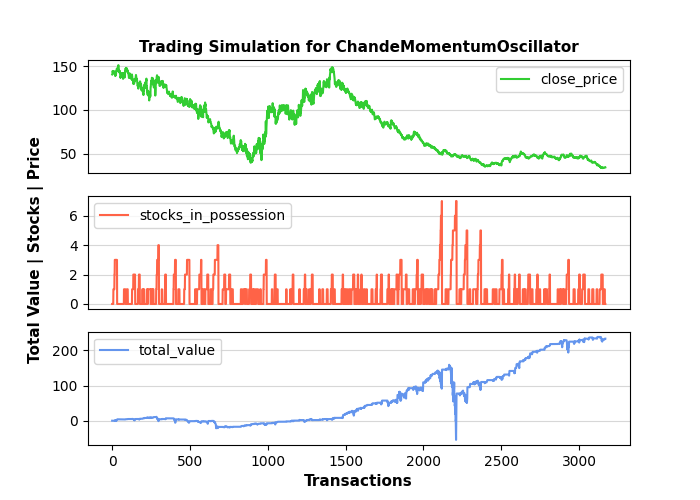 Trading Simulation for ChandeMomentumOscillator
Total Value | Stocks | Price
150
100
50
close_price
6
4
2
0
stocks_in_possession
200
100
0
total_value
0
500
1000
1500
2000
2500
3000
Transactions